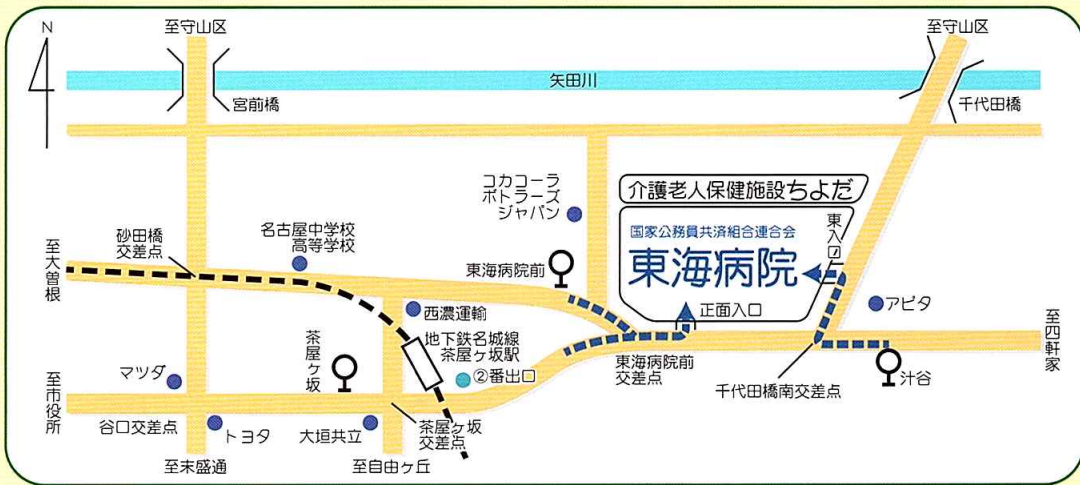 N
至守山区
至守山区
矢田川
宮前橋
千代田橋
コカコーラ
ボトラーズ
ジャパン
介護老人保健施設ちよだ
国家公務員共済組合連合会
東海病院
東入口
正面入口
砂田橋
交差点
名古屋中学校
高等学校
至大曽根
東海病院前
西濃運輸
アピタ
地下鉄名城線
茶屋ヶ坂駅
②番出口
茶屋ヶ坂
マツダ
至市役所
東海病院前
交差点
千代田橋南交差点
汁谷
至四軒家
谷口交差点
トヨタ
大垣共立
茶屋ヶ坂
交差点
至末盛通
至自由ヶ丘